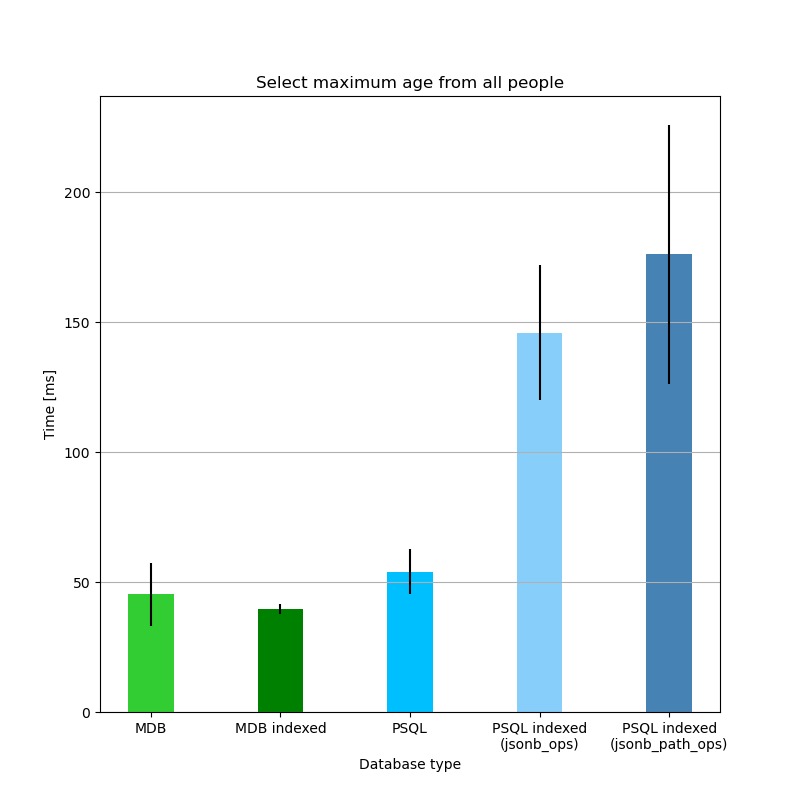 Select maximum age from all people
Time [ms]
200
150
100
50
0
MDB
MDB indexed
PSQL
PSQL indexed
(jsonb_ops)
PSQL indexed
(jsonb_path_ops)
Database type